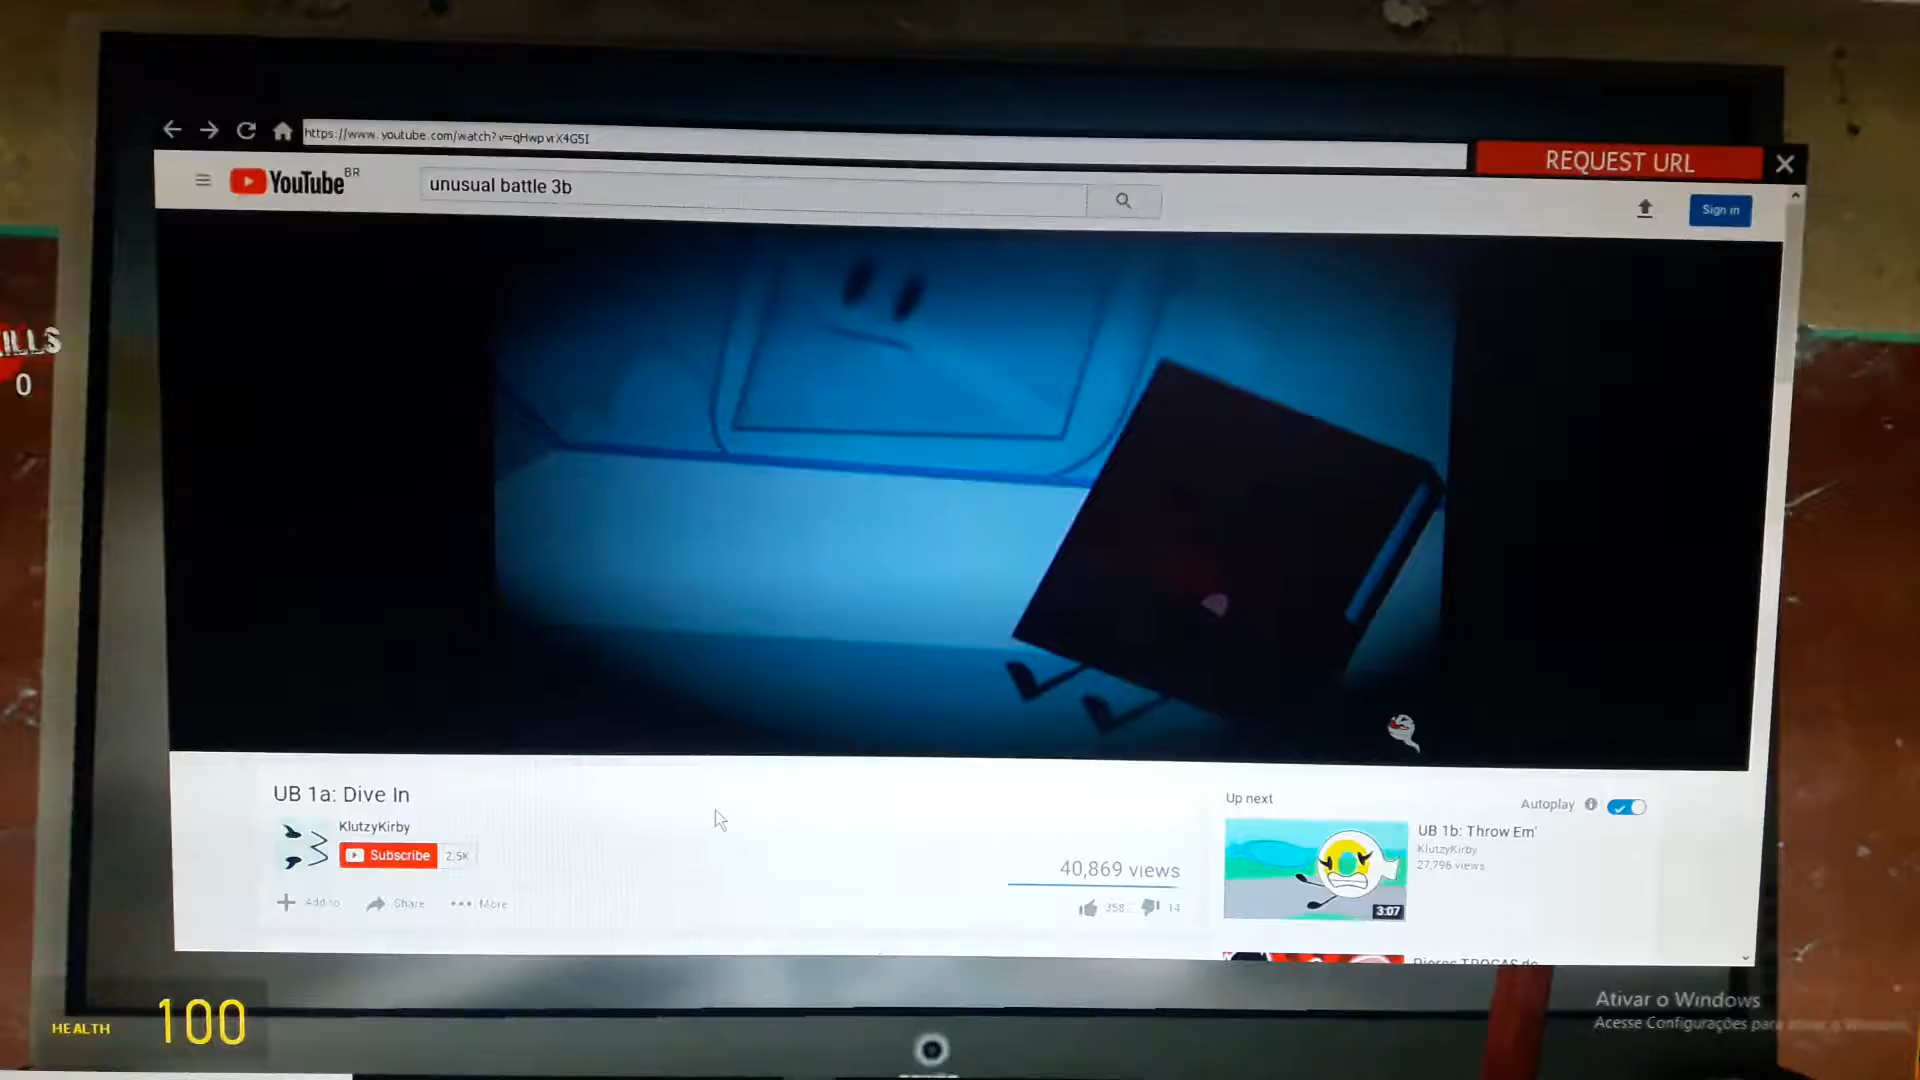 https://www.youtube.com/watch?v=qHwpvrX4G5I
REQUEST URL
YouTube BR
unusual battle 3b
Sign in
ILLS
0
UB 1a: Dive In
KlutzyKirby
Subscribe 2.5K
40,869 views
Add to Share More
358 14
Up next
Autoplay
UB 1b: Throw Em'
KlutzyKirby
27,796 views
3:07
HEALTH 100
Ativar o Windows
Acesse Configurações para ativar o Windows.